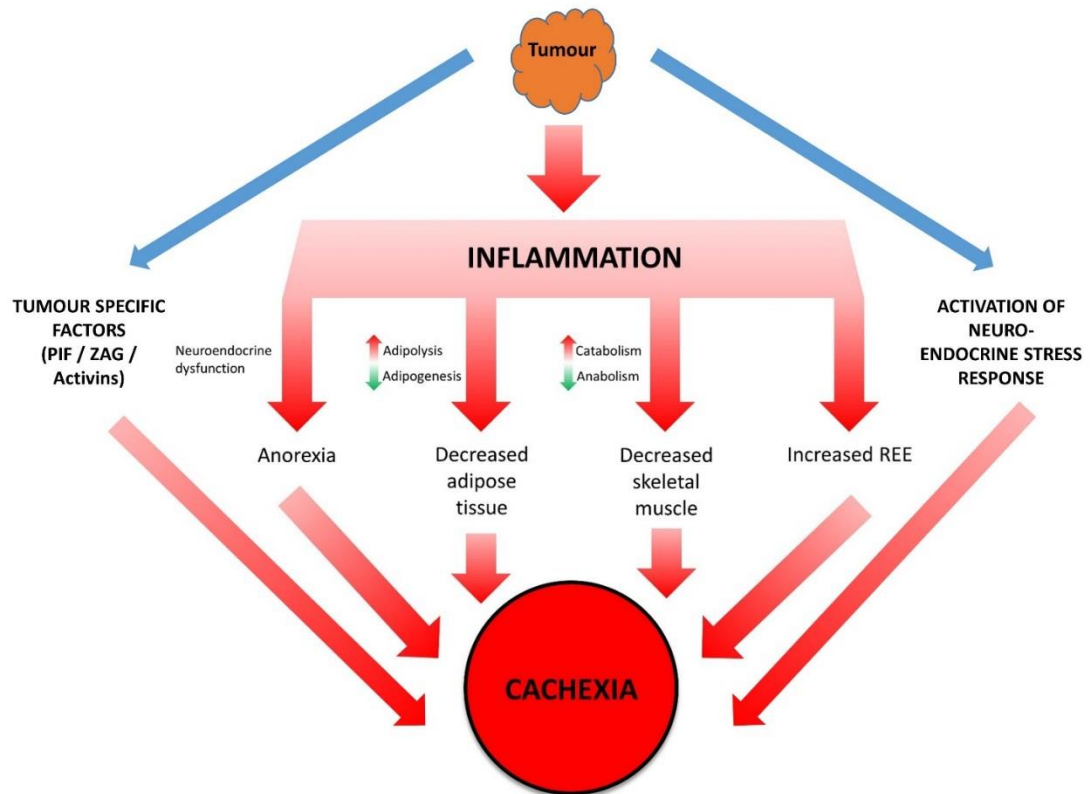 Tumour
INFLAMMATION
TUMOUR SPECIFIC
FACTORS
(PIF / ZAG /
Activins)
Neuroendocrine
dysfunction
Adipolysis
Adipogenesis
Catabolism
Anabolism
ACTIVATION OF
NEURO-
ENDOCRINE STRESS
RESPONSE
Anorexia
Decreased
adipose
tissue
Decreased
skeletal
muscle
Increased REE
CACHEXIA